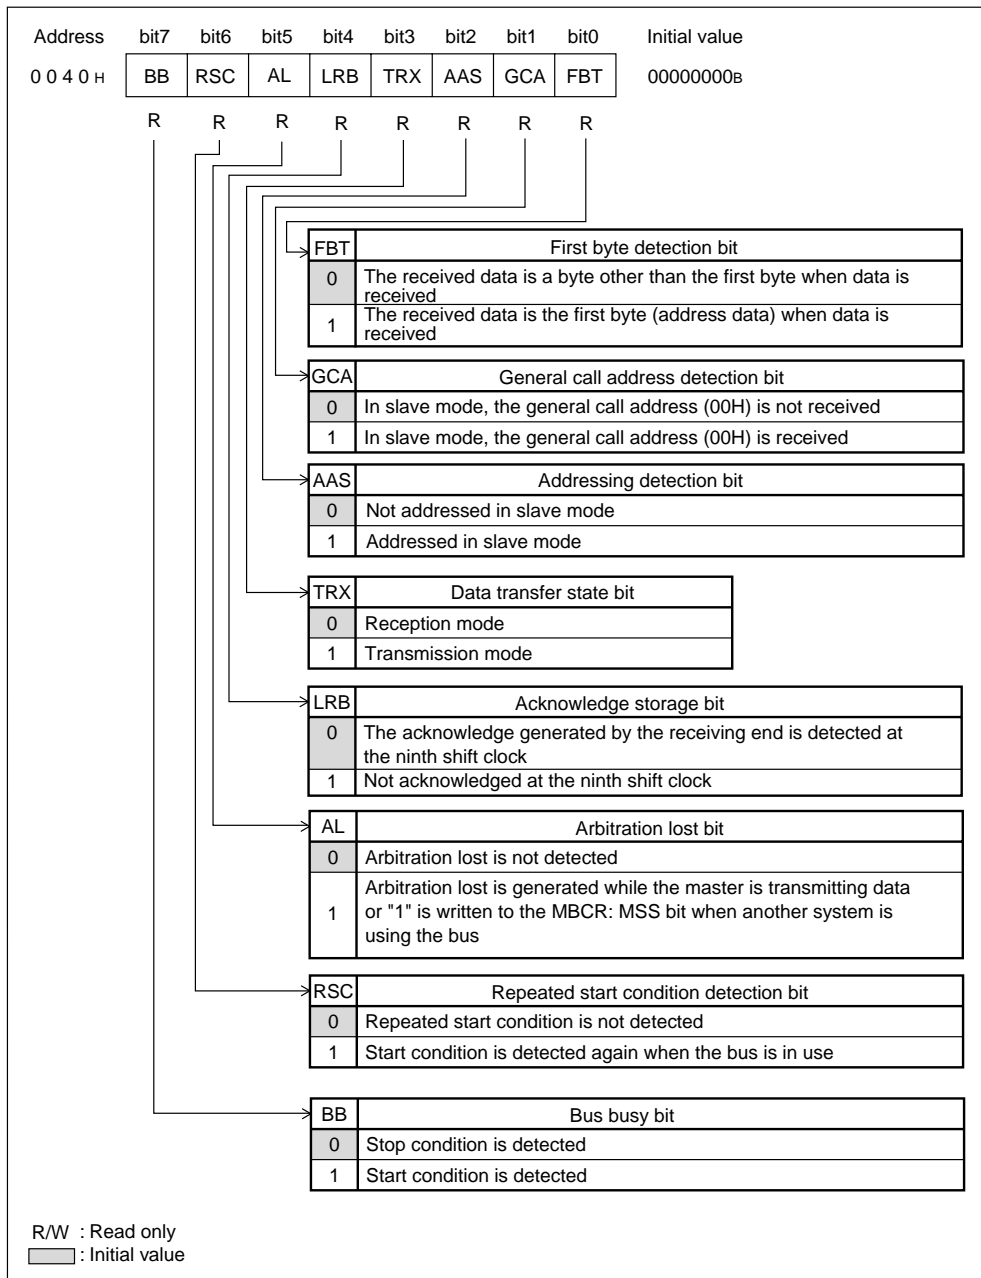 Address bit7 bit6 bit5 bit4 bit3 bit2 bit1 bit0 Initial value
0 0 4 0 H BB RSC AL LRB TRX AAS GCA FBT 00000000B
R R R R R R R R
FBT First byte detection bit
0 The received data is a byte other than the first byte when data is
received
1 The received data is the first byte (address data) when data is
received
GCA General call address detection bit
0 In slave mode, the general call address (00H) is not received
1 In slave mode, the general call address (00H) is received
AAS Addressing detection bit
0 Not addressed in slave mode
1 Addressed in slave mode
TRX Data transfer state bit
0 Reception mode
1 Transmission mode
LRB Acknowledge storage bit
0 The acknowledge generated by the receiving end is detected at
the ninth shift clock
1 Not acknowledged at the ninth shift clock
AL Arbitration lost bit
0 Arbitration lost is not detected
1 Arbitration lost is generated while the master is transmitting data
or "1" is written to the MBCR: MSS bit when another system is
using the bus
RSC Repeated start condition detection bit
0 Repeated start condition is not detected
1 Start condition is detected again when the bus is in use
BB Bus busy bit
0 Stop condition is detected
1 Start condition is detected
R/W : Read only
: Initial value